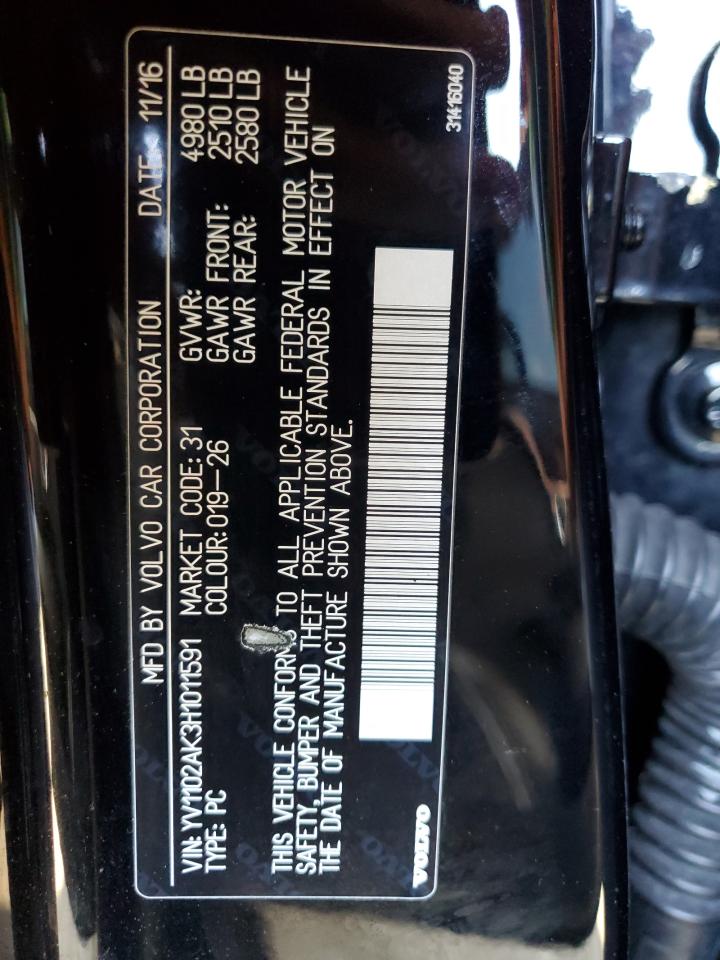 MFD BY VOLVO CAR CORPORATION DATE: 11/16
VIN: YV1102AK3H1011591 MARKET CODE: 31 GVWR: 4980 LB
TYPE: PC COLOUR: 019-26 GAWR FRONT: 2510 LB
GAWR REAR: 2580 LB
THIS VEHICLE CONFORMS TO ALL APPLICABLE FEDERAL MOTOR VEHICLE
SAFETY, BUMPER AND THEFT PREVENTION STANDARDS IN EFFECT ON
THE DATE OF MANUFACTURE SHOWN ABOVE.
VOLVO 31416040